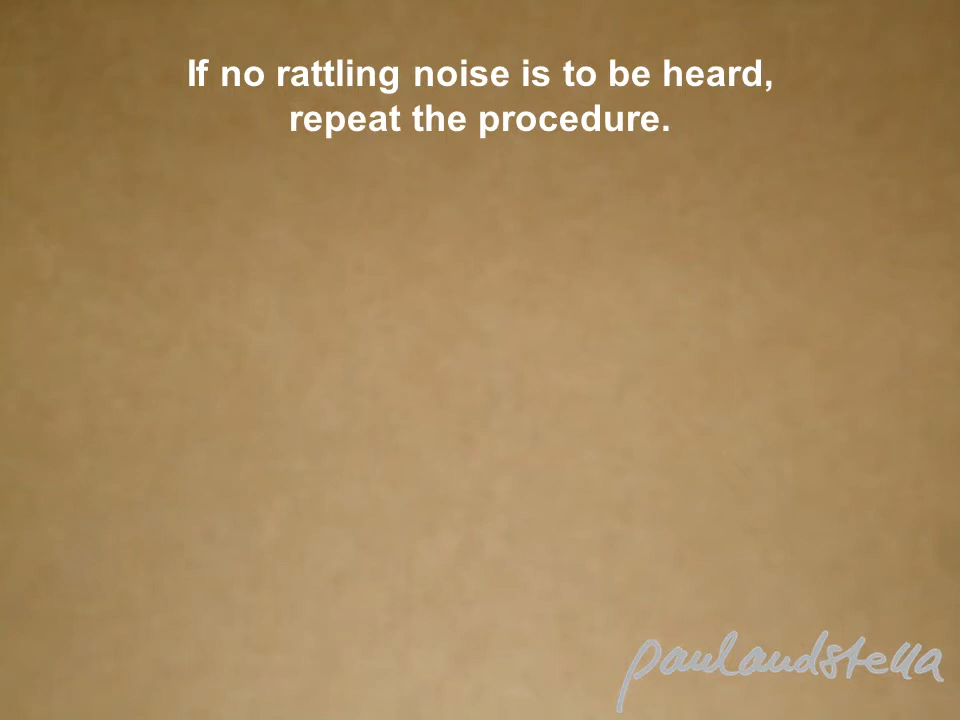 If no rattling noise is to be heard,
repeat the procedure.
paulandstella